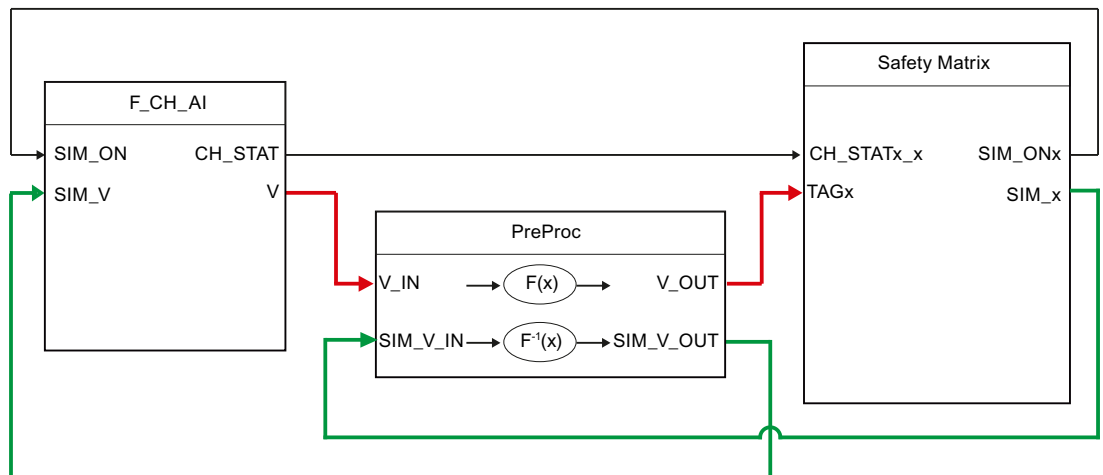 Safety Matrix
F_CH_AI
SIM_ON CH_STAT
CH_STATx_x SIM_ONx
SIM_V V
TAGx SIM_x
PreProc
V_IN F(x) V_OUT
SIM_V_IN F⁻¹(x) SIM_V_OUT